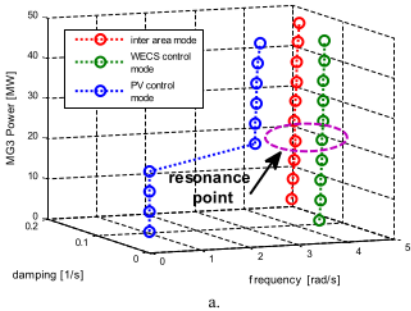 50
40
30
20
10
0
MG3 Power [MW]
inter area mode
WECS control
mode
PV control
mode
resonance
point
0.2
0.1
0
damping [1/s]
0
1
2
3
4
5
frequency [rad/s]
a.